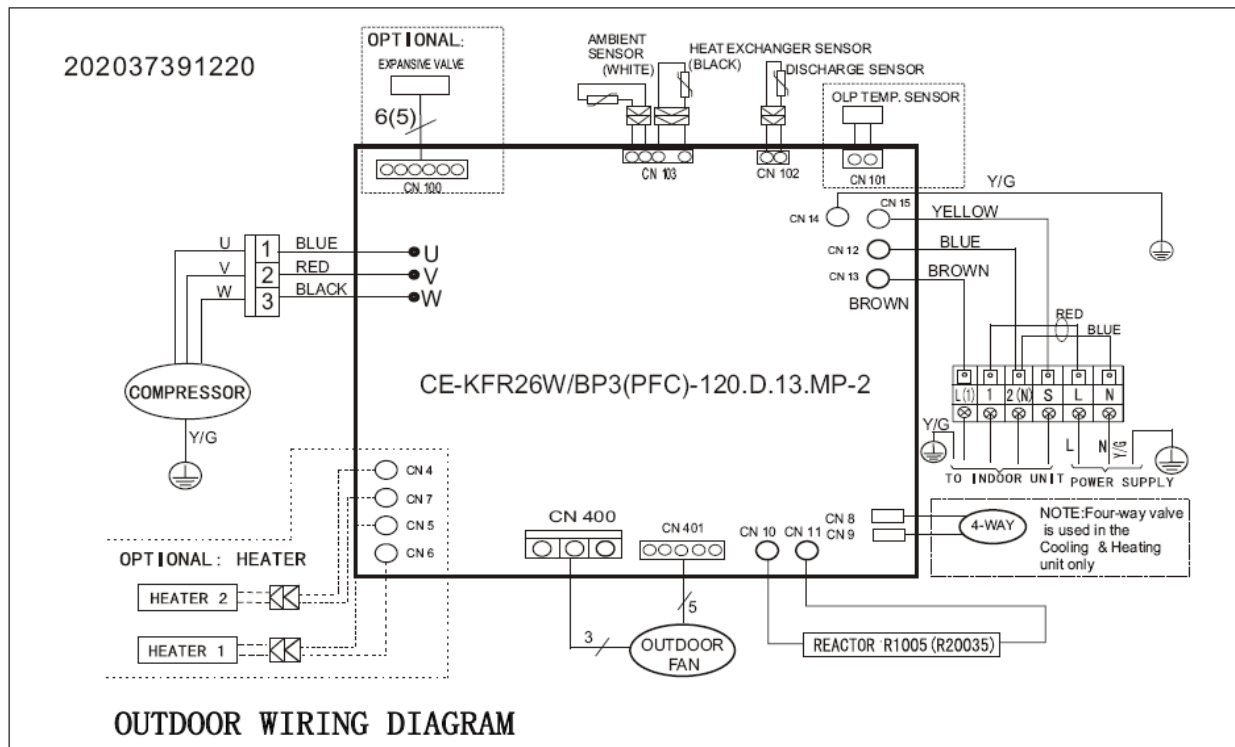 202037391220
OPTIONAL:
EXPANSIVE VALVE
6(5)
CN 100
AMBIENT
SENSOR
(WHITE)
HEAT EXCHANGER SENSOR
(BLACK)
DISCHARGE SENSOR
OLP TEMP. SENSOR
CN 103
CN 102
CN 101
Y/G
CN 14
CN 15
YELLOW
CN 12
BLUE
CN 13
BROWN
BROWN
U
1
BLUE
U
V
2
RED
V
W
3
BLACK
W
COMPRESSOR
Y/G
RED
BLUE
CE-KFR26W/BP3(PFC)-120.D.13.MP-2
L(1)
1
2(N)
S
L
N
Y/G
L
N
Y/G
TO INDOOR UNIT
POWER SUPPLY
CN 4
CN 7
CN 5
CN 6
OPTIONAL: HEATER
HEATER 2
HEATER 1
CN 400
CN 401
CN 10
CN 11
CN 8
CN 9
4-WAY
NOTE:Four-way valve
is used in the
Cooling & Heating
unit only
3
5
OUTDOOR
FAN
REACTOR R1005(R20035)
OUTDOOR WIRING DIAGRAM